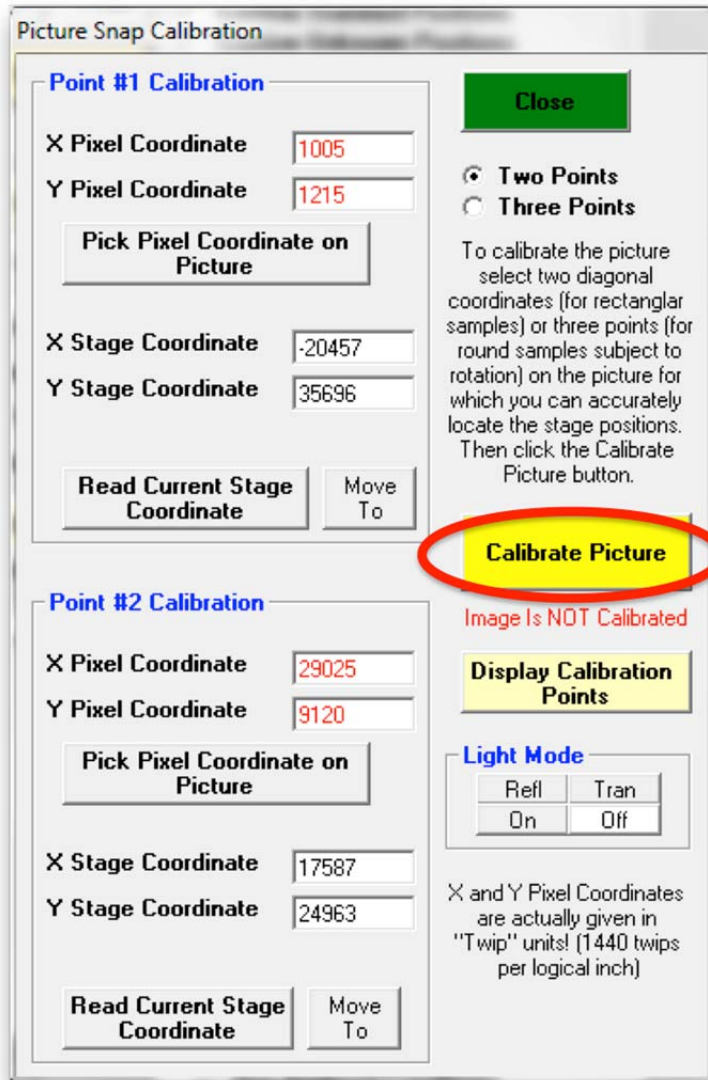 Picture Snap Calibration
Point #1 Calibration
X Pixel Coordinate
1005
Y Pixel Coordinate
1215
Pick Pixel Coordinate on
Picture
X Stage Coordinate
-20457
Y Stage Coordinate
35696
Read Current Stage
Coordinate
Move
To
Point #2 Calibration
X Pixel Coordinate
29025
Y Pixel Coordinate
9120
Pick Pixel Coordinate on
Picture
X Stage Coordinate
17587
Y Stage Coordinate
24963
Read Current Stage
Coordinate
Move
To
Close
Two Points
Three Points
To calibrate the picture
select two diagonal
coordinates (for rectanglar
samples) or three points (for
round samples subject to
rotation) on the picture for
which you can accurately
locate the stage positions.
Then click the Calibrate
Picture button.
Calibrate Picture
Image Is NOT Calibrated
Display Calibration
Points
Light Mode
Refl Tran
On Off
X and Y Pixel Coordinates
are actually given in
"Twip" units! (1440 twips
per logical inch)